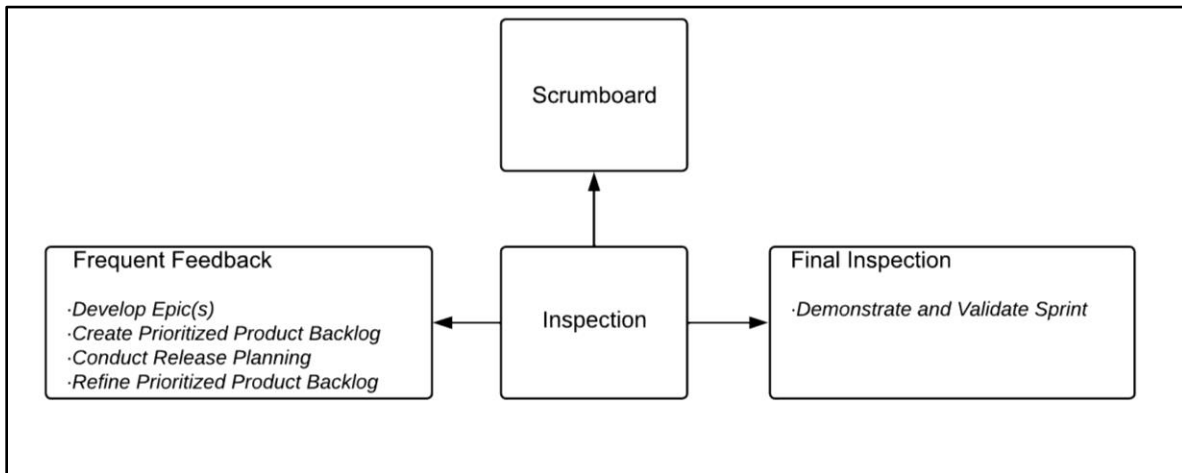 Scrumboard
Frequent Feedback
·Develop Epic(s)
·Create Prioritized Product Backlog
·Conduct Release Planning
·Refine Prioritized Product Backlog
Inspection
Final Inspection
·Demonstrate and Validate Sprint